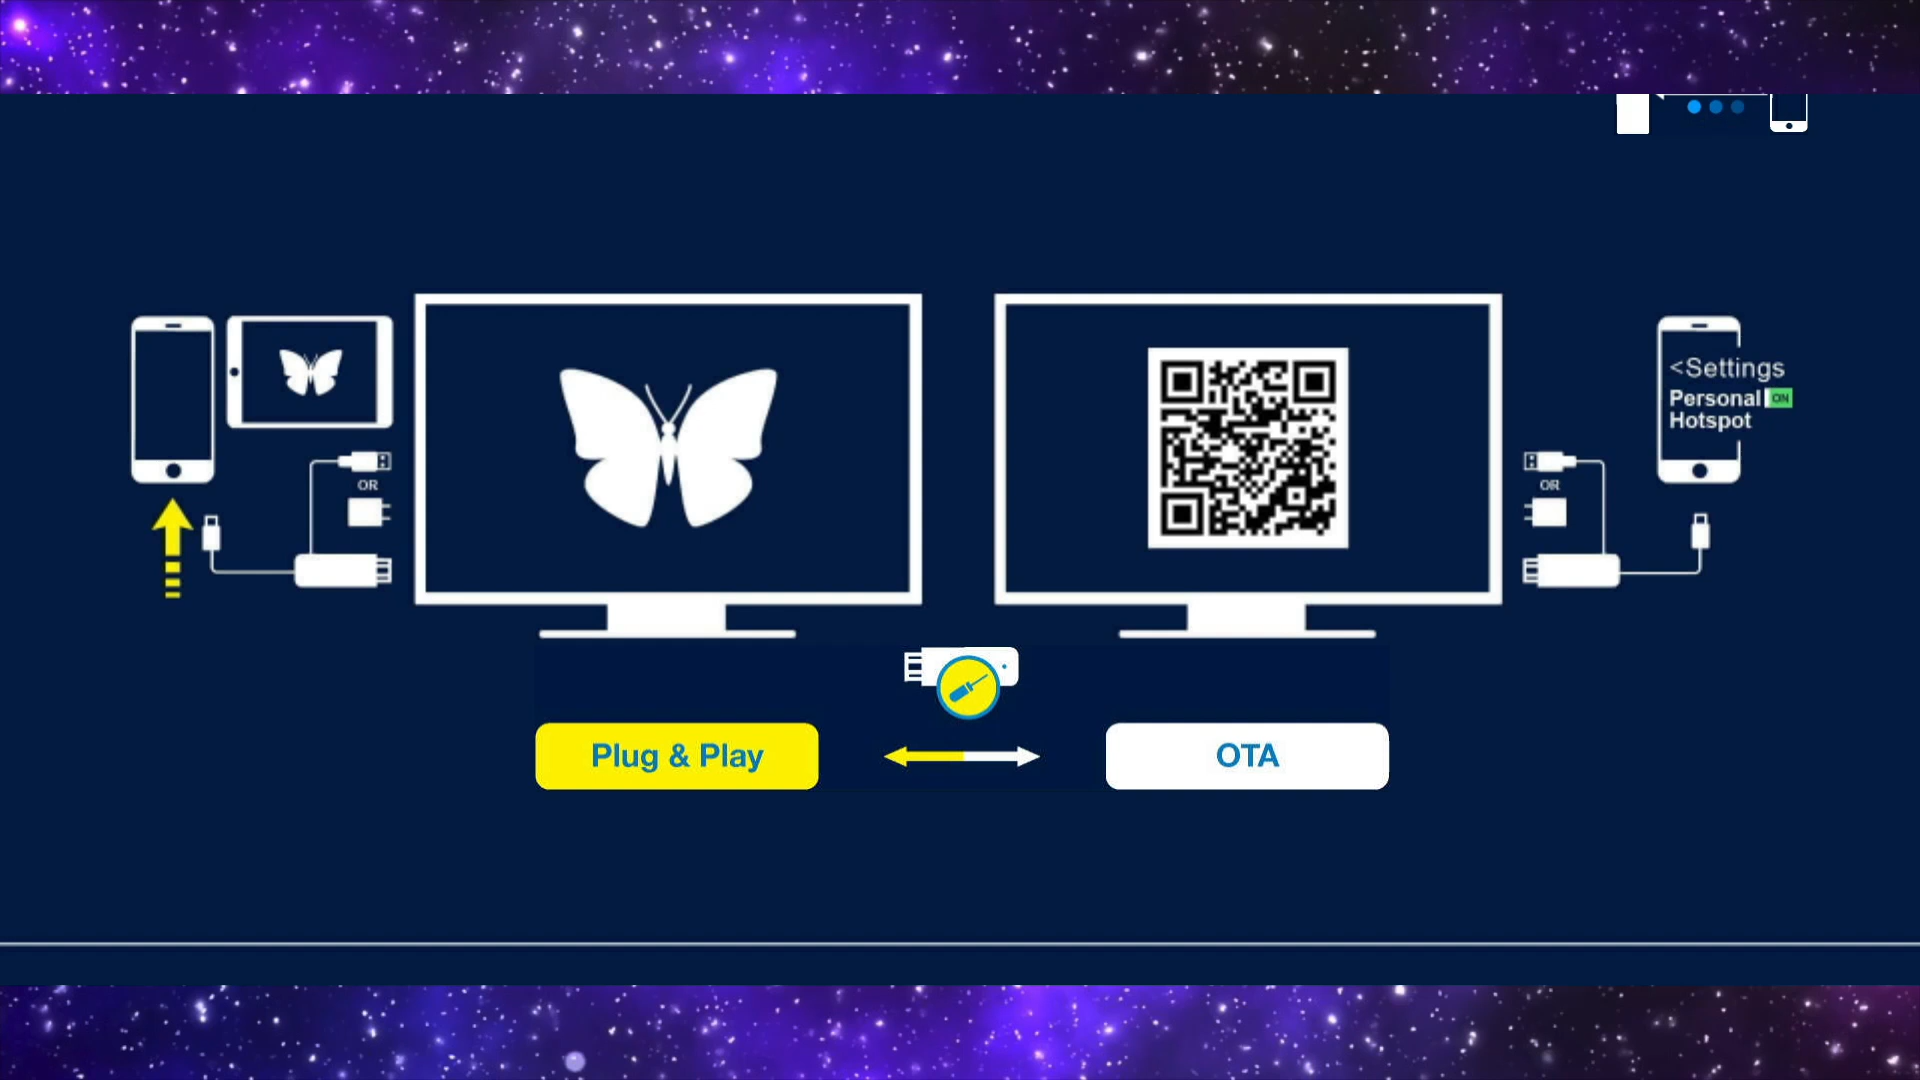 <Settings
Personal ON
Hotspot
OR
OR
Plug & Play
OTA